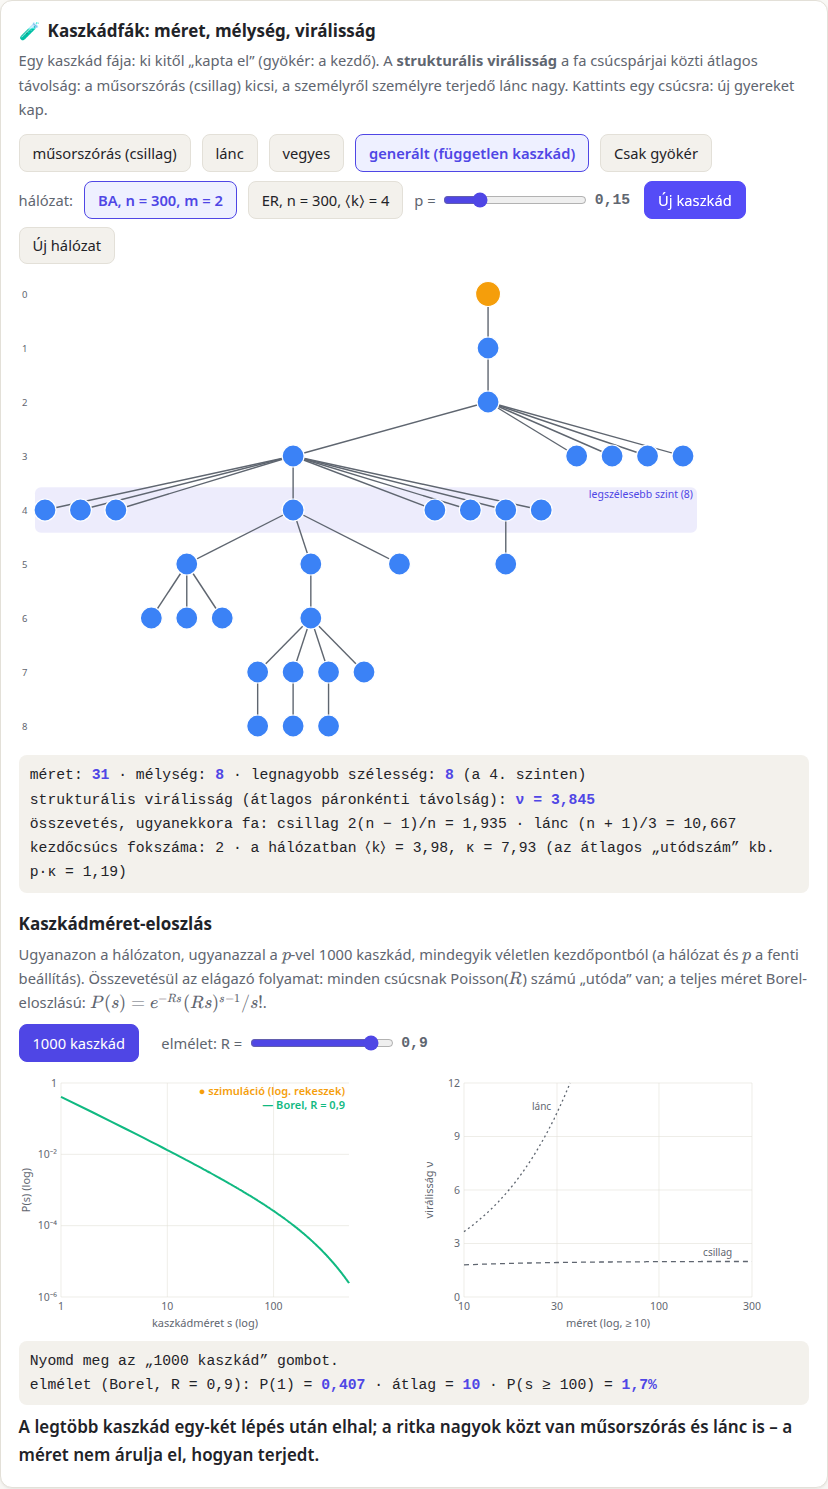 🧪 Kaszkádfák: méret, mélység, virálisság
Egy kaszkád fája: ki kitől „kapta el” (gyökér: a kezdő). A strukturális virálisság a fa csúcspárjai közti átlagos
távolság: a műsorszórás (csillag) kicsi, a személyről személyre terjedő lánc nagy. Kattints egy csúcsra: új gyereket
kap.
műsorszórás (csillag) lánc vegyes generált (független kaszkád) Csak gyökér
hálózat: BA, n = 300, m = 2 ER, n = 300, ⟨k⟩ = 4 p = 0,15 Új kaszkád
Új hálózat
0
1
2
3
legszélesebb szint (8)
4
5
6
7
8
méret: 31 · mélység: 8 · legnagyobb szélesség: 8 (a 4. szinten)
strukturális virálisság (átlagos páronkénti távolság): ν = 3,845
összevetés, ugyanekkora fa: csillag 2(n − 1)/n = 1,935 · lánc (n + 1)/3 = 10,667
kezdőcsúcs fokszáma: 2 · a hálózatban ⟨k⟩ = 3,98, κ = 7,93 (az átlagos „utódszám” kb.
p·κ = 1,19)
Kaszkádméret-eloszlás
Ugyanazon a hálózaton, ugyanazzal a p-vel 1000 kaszkád, mindegyik véletlen kezdőpontból (a hálózat és p a fenti
beállítás). Összevetésül az elágazó folyamat: minden csúcsnak Poisson(R) számú „utóda” van; a teljes méret Borel-
eloszlású: P(s) = e^{−Rs}(Rs)^{s−1}/s!.
1000 kaszkád elmélet: R = 0,9
1
10⁻²
10⁻⁴
10⁻⁶
P(s) (log)
● szimuláció (log. rekeszek)
— Borel, R = 0,9
1 10 100
kaszkádméret s (log)
12
9
6
3
0
virálisság ν
lánc
csillag
10 30 100 300
méret (log, ≥ 10)
Nyomd meg az „1000 kaszkád” gombot.
elmélet (Borel, R = 0,9): P(1) = 0,407 · átlag = 10 · P(s ≥ 100) = 1,7%
A legtöbb kaszkád egy-két lépés után elhal; a ritka nagyok közt van műsorszórás és lánc is – a
méret nem árulja el, hogyan terjedt.